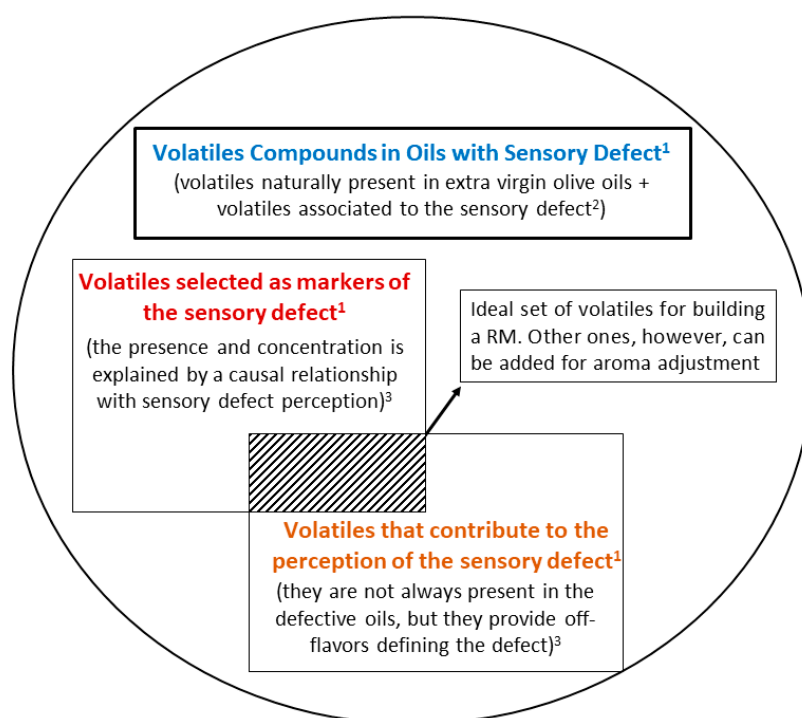 Volatiles Compounds in Oils with Sensory Defect¹
(volatiles naturally present in extra virgin olive oils +
volatiles associated to the sensory defect²)
Volatiles selected as markers of
the sensory defect¹
(the presence and concentration is
explained by a causal relationship
with sensory defect perception)³
Ideal set of volatiles for building
a RM. Other ones, however, can
be added for aroma adjustment
Volatiles that contribute to the
perception of the sensory defect¹
(they are not always present in the
defective oils, but they provide off-
flavors defining the defect)³